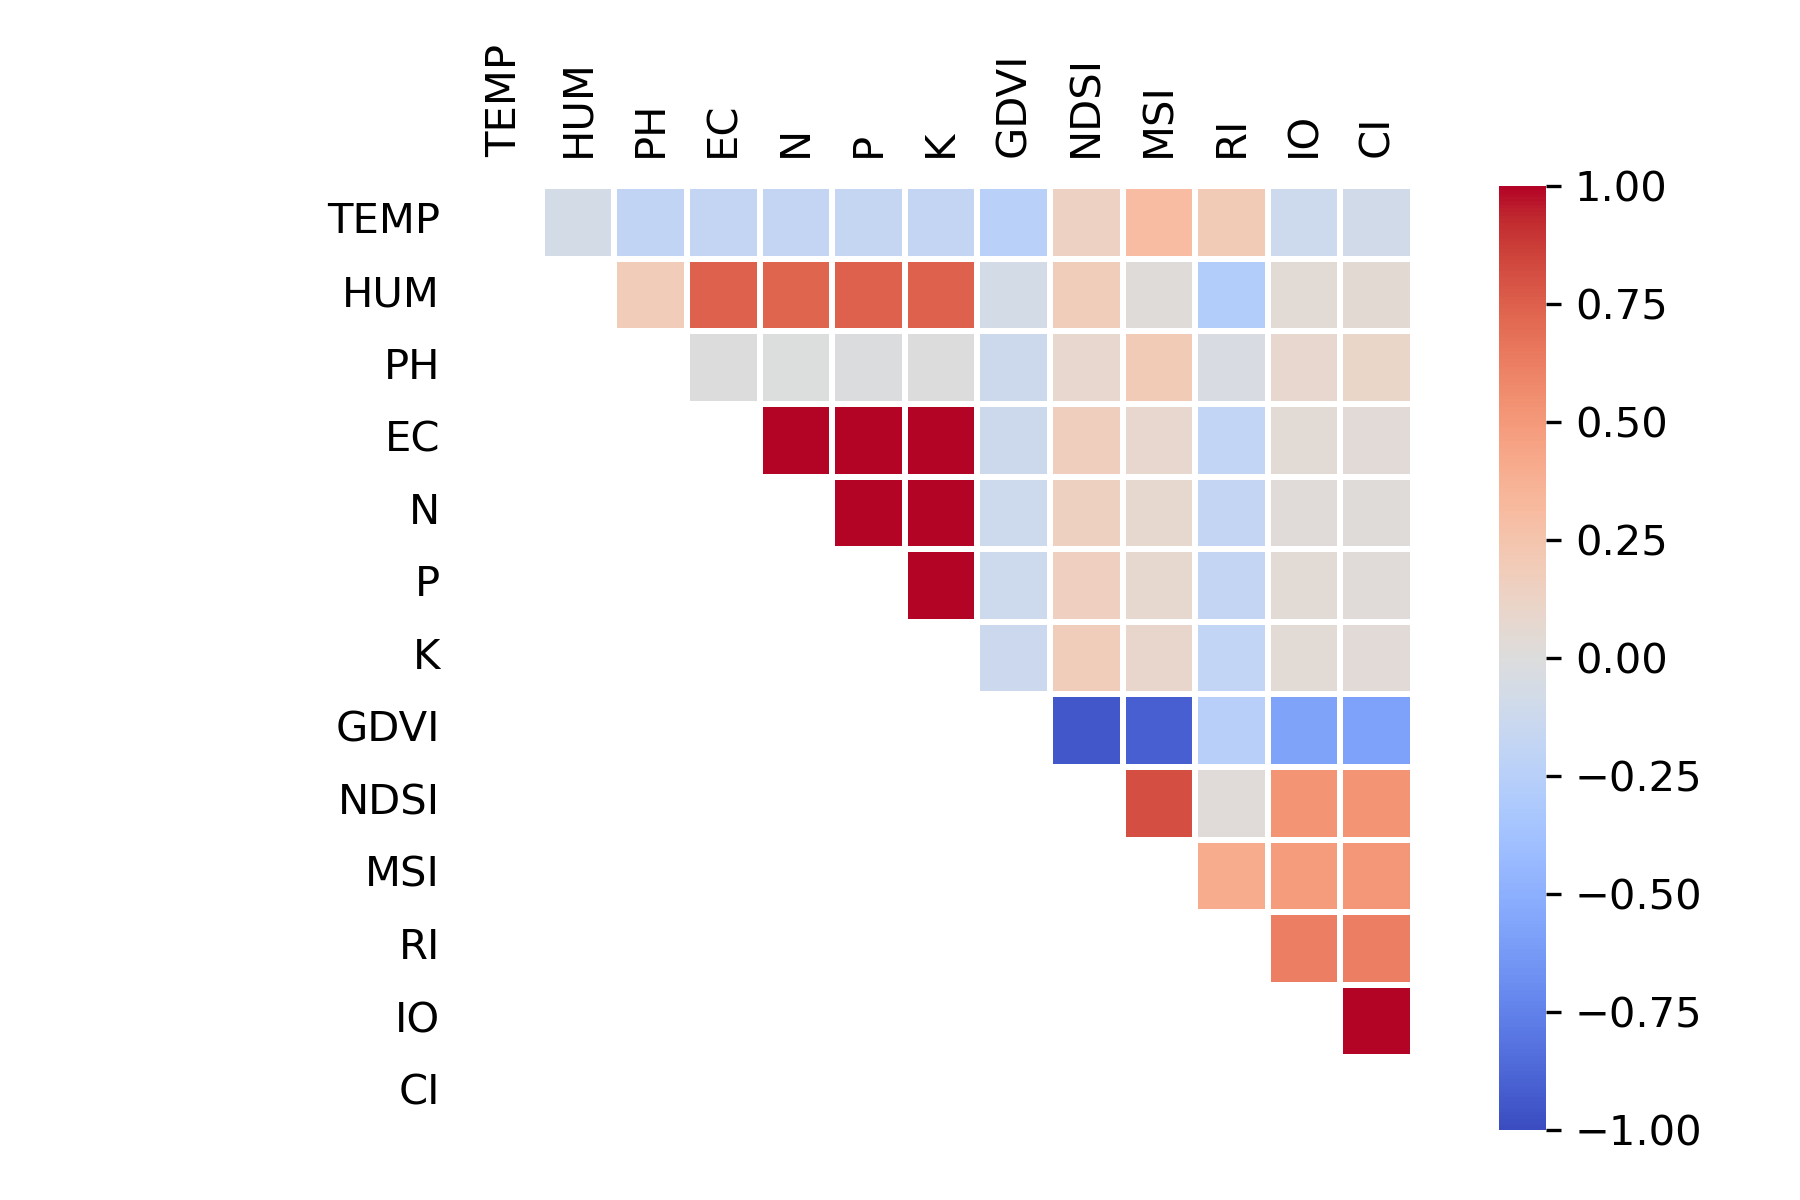 TEMP HUM PH EC N P K GDVI NDSI MSI RI IO CI
TEMP
HUM
PH
EC
N
P
K
GDVI
NDSI
MSI
RI
IO
CI
1.00
0.75
0.50
0.25
0.00
−0.25
−0.50
−0.75
−1.00